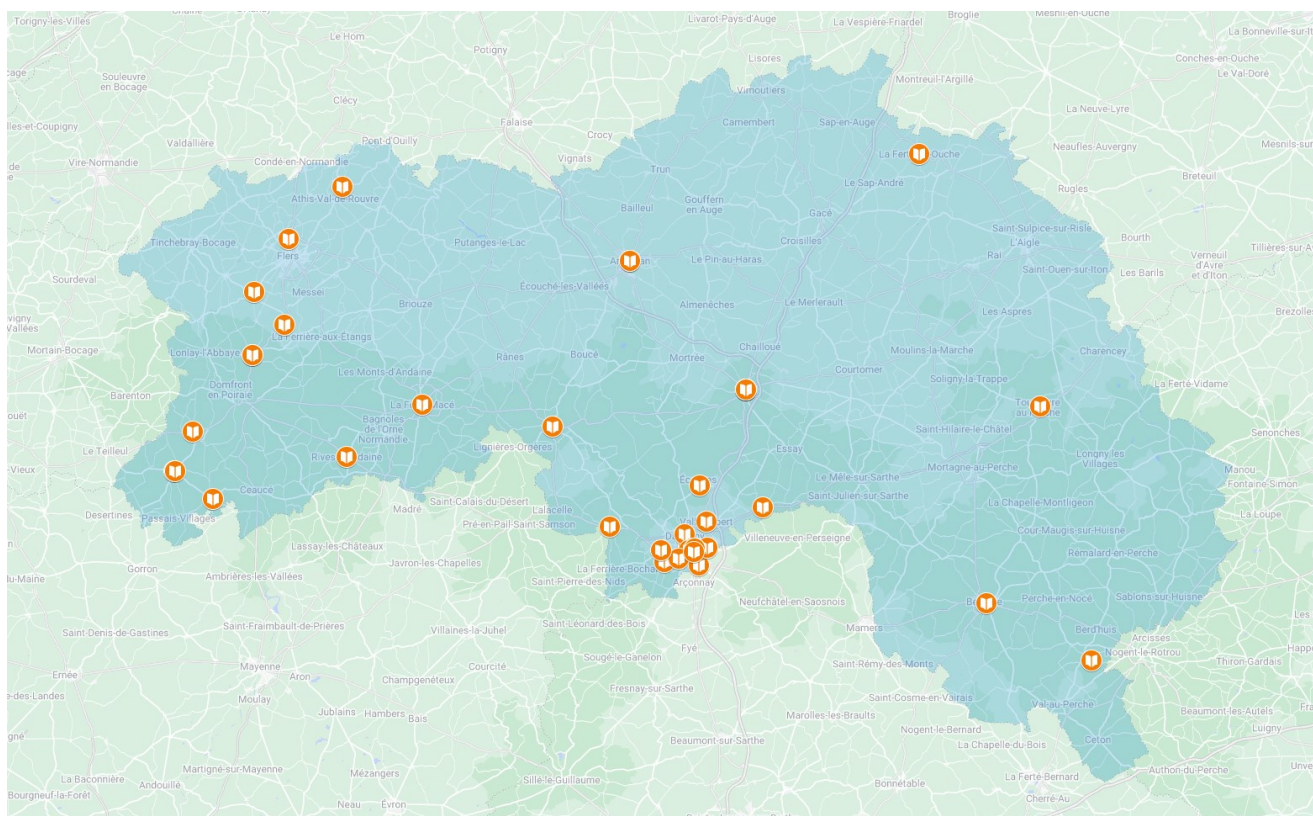 Torigny-les-Villes
Livarot-Pays-d'Auge
La Vespière-Friardel
Broglie
Mesnil-en-Ouche
La Bonneville-sur-It
Le Hom
Potigny
Lisores
Conches-en-Ouche
Le Val-Doré
Souleuvre
en Bocage
Montreuil-l'Argillé
Vimoutiers
Clécy
La Neuve-Lyre
lles-et-Coupigny
Falaise
Camembert
Sap-en-Auge
Valdallière
Pont-d'Ouilly
Crocy
Neaufles-Auvergny
Mesnils-sur
Vire-Normandie
Condé-en-Normandie
Vignats
Trun
Le Sap-André
Breteuil
Rugles
Athis-Val-de-Rouvre
Bailleul
Gouffern
en Auge
Gacé
Saint-Sulpice-sur-Risle
L'Aigle
Bourth
Tinchebray-Bocage
Putanges-le-Lac
Croisilles
Tillières-sur-A
Flers
Rai
Verneuil
d'Avre
et d'Iton
Le Pin-au-Haras
Saint-Ouen-sur-Iton
Les Barils
Sourdeval
Messei
Écouché-les-Vallées
Briouze
Almenêches
Le Merlerault
Les Aspres
Brezolle
La Ferrière-aux-Étangs
Mortain-Bocage
Lonlay-l'Abbaye
Rânes
Boucé
Mortrée
Chailloué
Moulins-la-Marche
Charencey
Les Monts-d'Andaine
Courtomer
Soligny-la-Trappe
La Ferté-Vidame
Domfront
en Poiraie
Barenton
Bagnoles
de l'Orne
Normandie
Saint-Hilaire-le-Châtel
Senonches
Le Teilleul
Lignières-Orgères
Essay
Longny-les
Villages
Mortagne-au-Perche
Manou
-Vieux
Ceaucé
Le Mêle-sur-Sarthe
Fontaine-Simon
Saint-Julien-sur-Sarthe
Saint-Calais-du-Désert
La Chapelle-Montligeon
Madré
Lalacelle
La Loupe
Désertines
Passais-Villages
Pré-en-Pail-Saint-Samson
Cour-Maugis-sur-Huisne
Villeneuve-en-Perseigne
Lassay-les-Châteaux
Remalard-en-Perche
Javron-les-Chapelles
Gorron
La Ferrière-Bochar
u-Maine
Ambrières-les-Vallées
Saint-Pierre-des-Nids
Arçonnay
Sablons-sur-Huisne
Perche-en-Nocé
Neufchâtel-en-Saosnois
Les
Saint-Denis-de-Gastines
Saint-Fraimbault-de-Prières
Villaines-la-Juhel
Saint-Léonard-des-Bois
Mamers
Berd'huis
Arcisses
Nogent-le-Rotrou
Fyé
Happo
Sougé-le-Ganelon
Saint-Rémy-des-Monts
Thiron-Gardais
Ernée
Mayenne
Aron
Courcité
Champgenéteux
Fresnay-sur-Sarthe
e-des-Landes
Moulay
Saint-Cosme-en-Vairais
Val-au-Perche
Jublains
Hambers
Bais
Marolles-les-Braults
Beaumont-les-Autels
Nogent-le-Bernard
Luigny
Beaumont-sur-Sarthe
La Chapelle-du-Bois
Ceton
Martigné-sur-Mayenne
Mézangers
La Baconnière
Andouillé
Sillé-le-Guillaume
Bonnétable
La Ferté-Bernard
Authon-du-Perche
Unve
Bourgneuf-la-Forêt
Neau
Évron
Cherré-Au